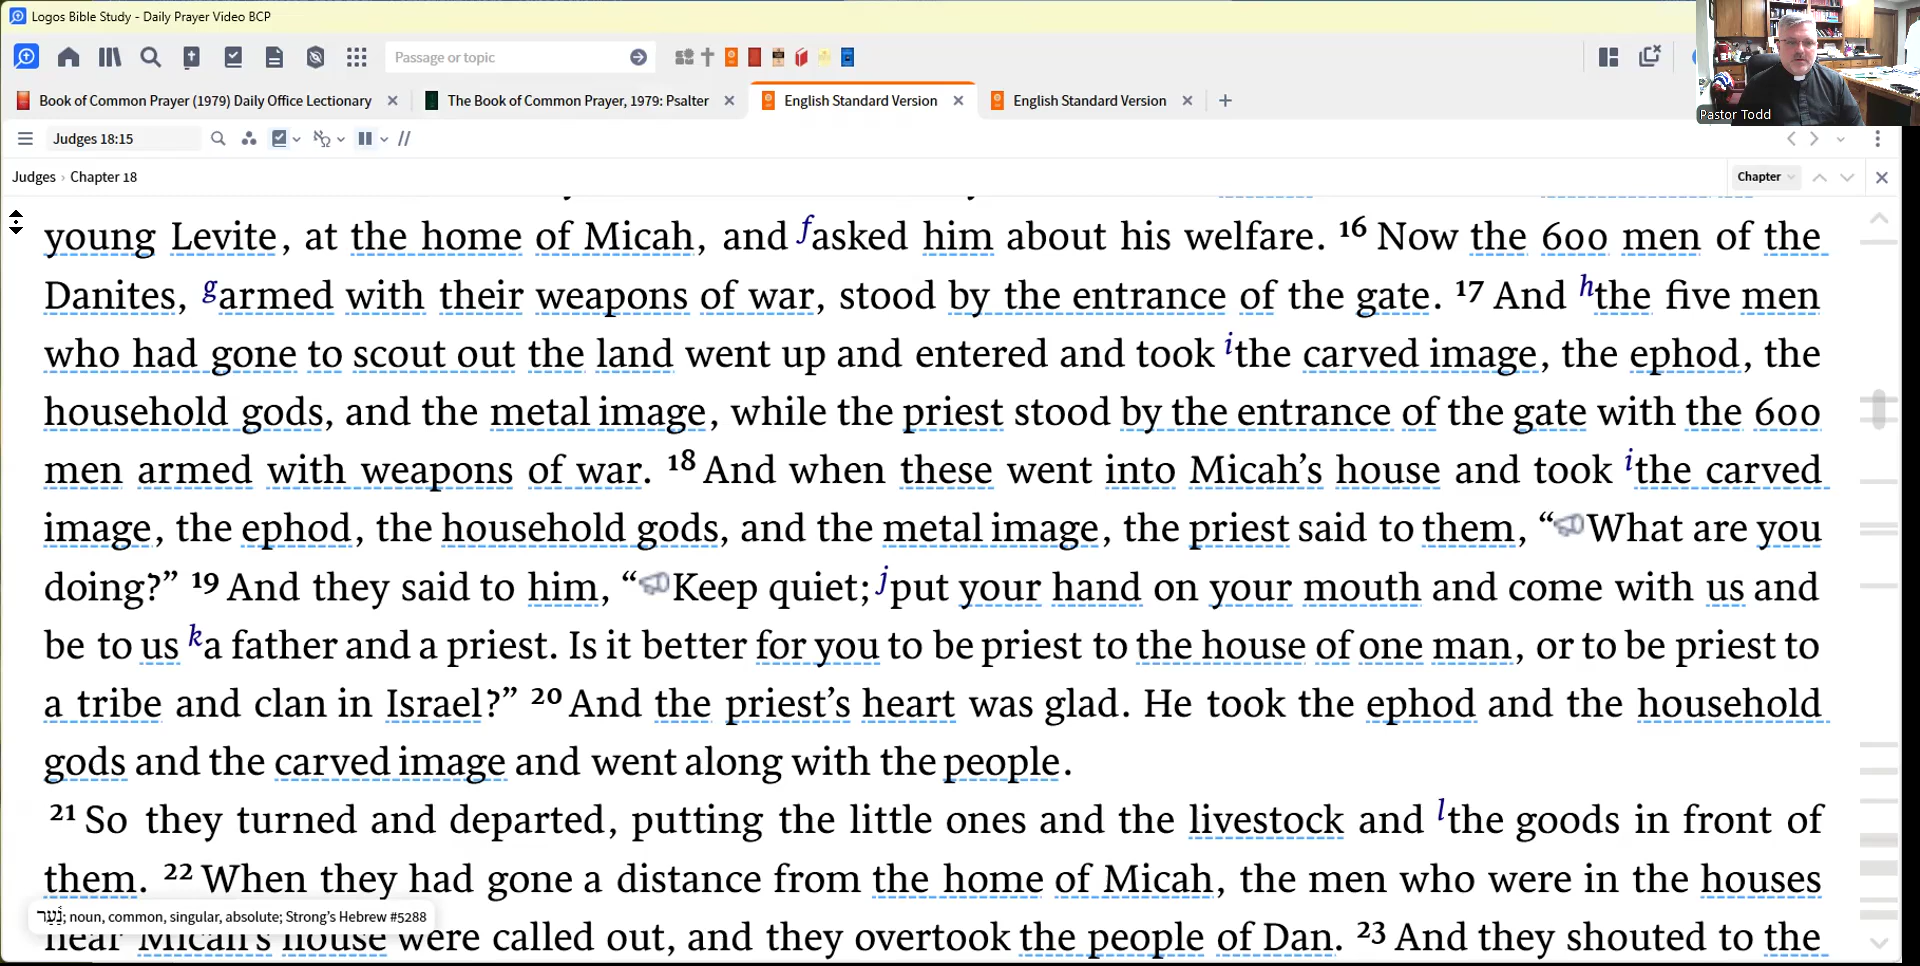 Logos Bible Study - Daily Prayer Video BCP
Passage or topic
Book of Common Prayer (1979) Daily Office Lectionary
The Book of Common Prayer, 1979: Psalter
English Standard Version
English Standard Version
Pastor Todd
Judges 18:15
Judges › Chapter 18
Chapter
young Levite, at the home of Micah, and f asked him about his welfare. 16 Now the 600 men of the
Danites, g armed with their weapons of war, stood by the entrance of the gate. 17 And h the five men
who had gone to scout out the land went up and entered and took i the carved image, the ephod, the
household gods, and the metal image, while the priest stood by the entrance of the gate with the 600
men armed with weapons of war. 18 And when these went into Micah’s house and took i the carved
image, the ephod, the household gods, and the metal image, the priest said to them, “What are you
doing?” 19 And they said to him, “Keep quiet; j put your hand on your mouth and come with us and
be to us k a father and a priest. Is it better for you to be priest to the house of one man, or to be priest to
a tribe and clan in Israel?” 20 And the priest’s heart was glad. He took the ephod and the household
gods and the carved image and went along with the people.
21 So they turned and departed, putting the little ones and the livestock and l the goods in front of
them. 22 When they had gone a distance from the home of Micah, the men who were in the houses
נַ֫עַר; noun, common, singular, absolute; Strong’s Hebrew #5288
near Micah’s house were called out, and they overtook the people of Dan. 23 And they shouted to the